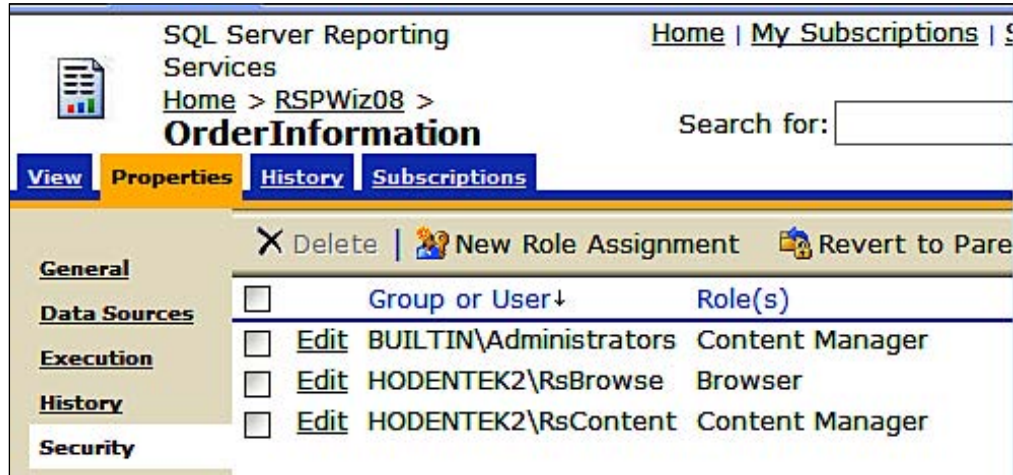 SQL Server Reporting Services
Home > RSPWiz08 >
OrderInformation
Home | My Subscriptions |
Search for:
View Properties History Subscriptions
Delete | New Role Assignment Revert to Pare
General
Data Sources
Execution
History
Security
Group or User↓ Role(s)
Edit BUILTIN\Administrators Content Manager
Edit HODENTEK2\RsBrowse Browser
Edit HODENTEK2\RsContent Content Manager